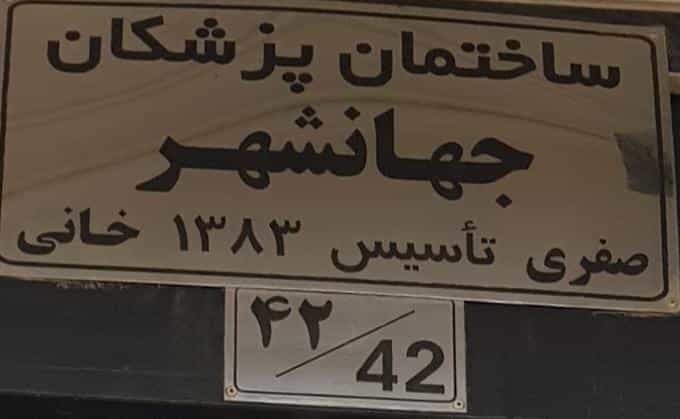 ساختمان پزشکان
جهانشهر
صفری تأسیس ۱۳۸۳ خانی
۴۲/42